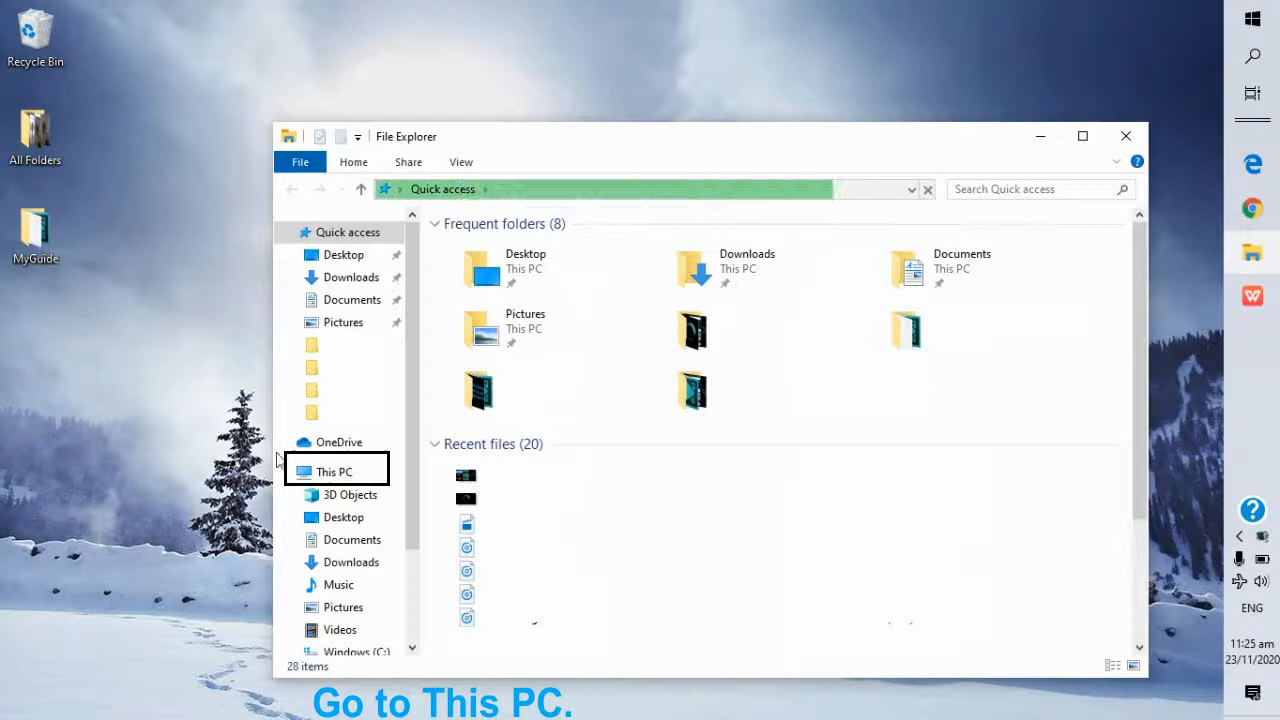 Recycle Bin
All Folders
MyGuide
File Explorer
File Home Share View
Quick access
Search Quick access
Quick access
Desktop
Downloads
Documents
Pictures
OneDrive
This PC
3D Objects
Desktop
Documents
Downloads
Music
Pictures
Videos
Windows (C:)
28 items
Frequent folders (8)
Desktop
This PC
Downloads
This PC
Documents
This PC
Pictures
This PC
Recent files (20)
ENG
11:25 am
23/11/2020
Go to This PC.